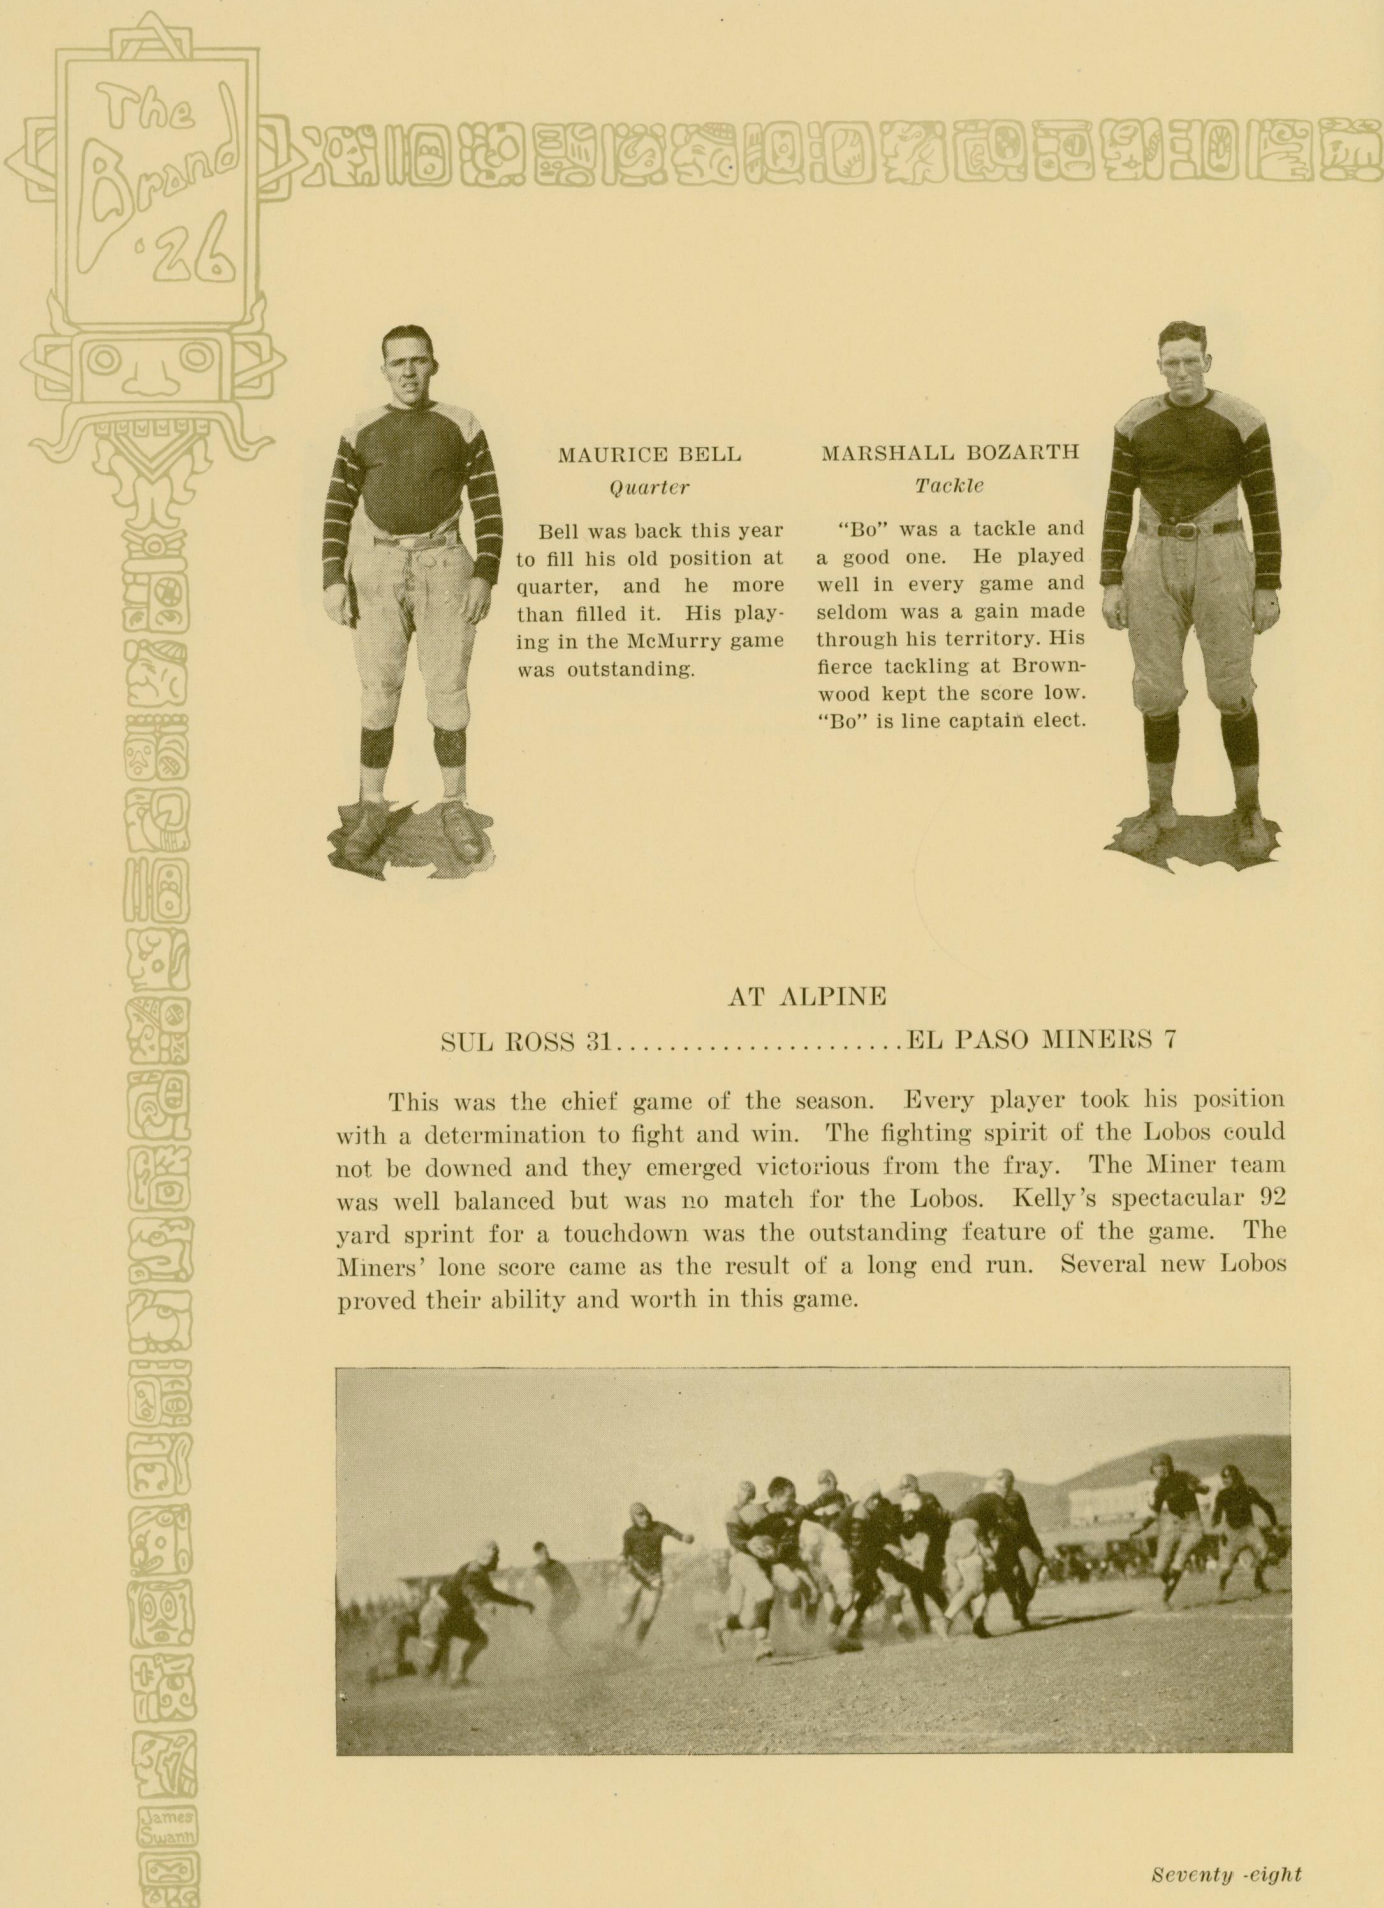 The
Brand
'26
MAURICE BELL
Quarter
Bell was back this year
to fill his old position at
quarter, and he more
than filled it. His play-
ing in the McMurry game
was outstanding.
MARSHALL BOZARTH
Tackle
“Bo” was a tackle and
a good one. He played
well in every game and
seldom was a gain made
through his territory. His
fierce tackling at Brown-
wood kept the score low.
“Bo” is line captain elect.
AT ALPINE
SUL ROSS 31......................EL PASO MINERS 7
This was the chief game of the season. Every player took his position
with a determination to fight and win. The fighting spirit of the Lobos could
not be downed and they emerged victorious from the fray. The Miner team
was well balanced but was no match for the Lobos. Kelly's spectacular 92
yard sprint for a touchdown was the outstanding feature of the game. The
Miners' lone score came as the result of a long end run. Several new Lobos
proved their ability and worth in this game.
James
Swann
Seventy -eight